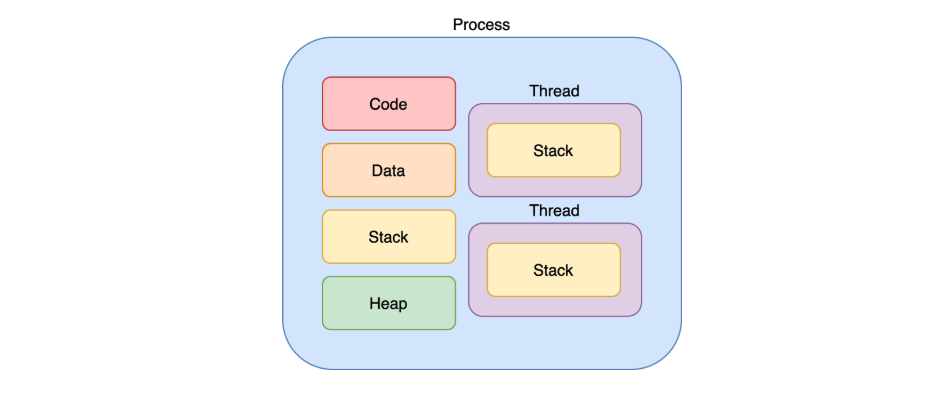 Process
Code
Data
Stack
Heap
Thread
Stack
Thread
Stack